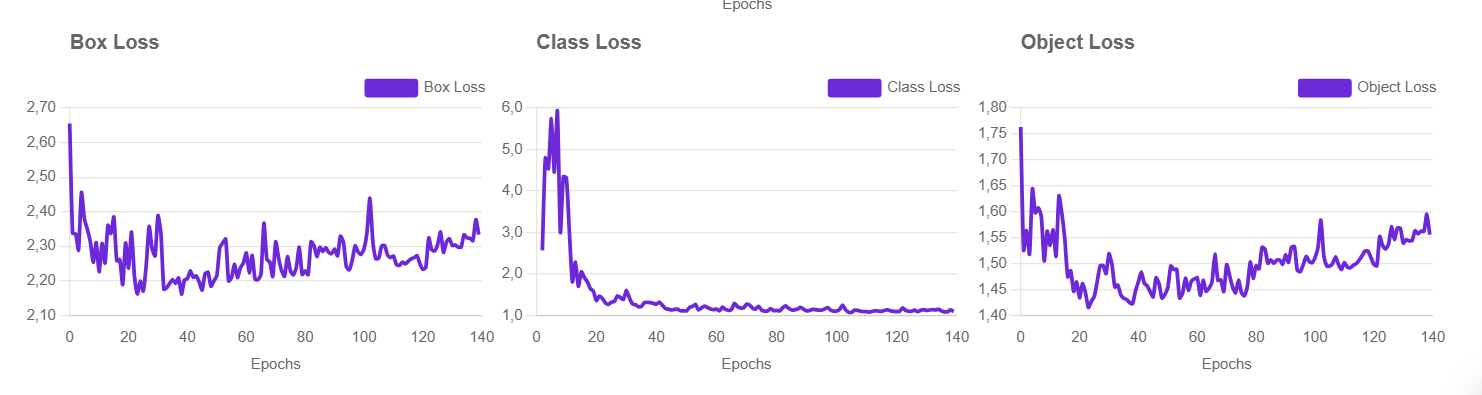 Epochs
Box Loss
Class Loss
Object Loss
Box Loss
Class Loss
Object Loss
2,70
2,60
2,50
2,40
2,30
2,20
2,10
0 20 40 60 80 100 120 140
Epochs
6,0
5,0
4,0
3,0
2,0
1,0
0 20 40 60 80 100 120 140
Epochs
1,80
1,75
1,70
1,65
1,60
1,55
1,50
1,45
1,40
0 20 40 60 80 100 120 140
Epochs